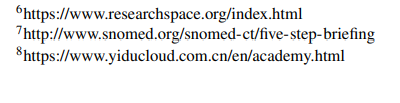 ⁶https://www.researchspace.org/index.html
⁷http://www.snomed.org/snomed-ct/five-step-briefing
⁸https://www.yiducloud.com.cn/en/academy.html